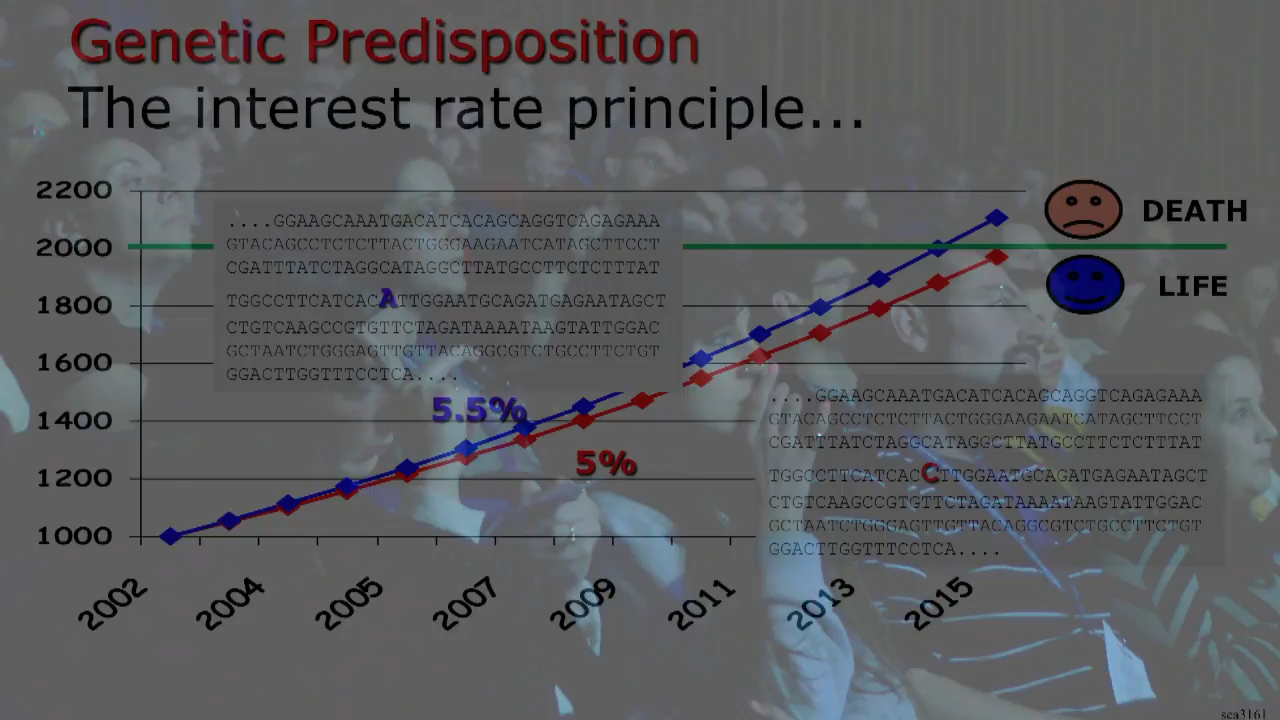 Genetic Predisposition
The interest rate principle...
2200
2000
1800
1600
1400
1200
1000
....GGAAGCAAATGACATCACAGCAGGTCAGAGAAA
GTACAGCCTCTCTTACTGGGAAGAATCATAGCTTCCT
CGATTTATCTAGGCATAGGCTTATGCCTTCTCTTTAT
TGGCCTTCATCACATTGGAATGCAGATGAGAATAGCT
CTGTCAAGCCGTGTTCTAGATAAAATAAGTATTGGAC
GCTAATCTGGGAGTTGTTACAGGCGTCTGCCTTCTGT
GGACTTGGTTTCCTCA....
DEATH
LIFE
5.5%
5%
....GGAAGCAAATGACATCACAGCAGGTCAGAGAAA
GTACAGCCTCTCTTACTGGGAAGAATCATAGCTTCCT
CGATTTATCTAGGCATAGGCTTATGCCTTCTCTTTAT
TGGCCTTCATCACCTTGGAATGCAGATGAGAATAGCT
CTGTCAAGCCGTGTTCTAGATAAAATAAGTATTGGAC
GCTAATCTGGGAGTTGTTACAGGCGTCTGCCTTCTGT
GGACTTGGTTTCCTCA....
2002
2004
2005
2007
2009
2011
2013
2015
sca3161